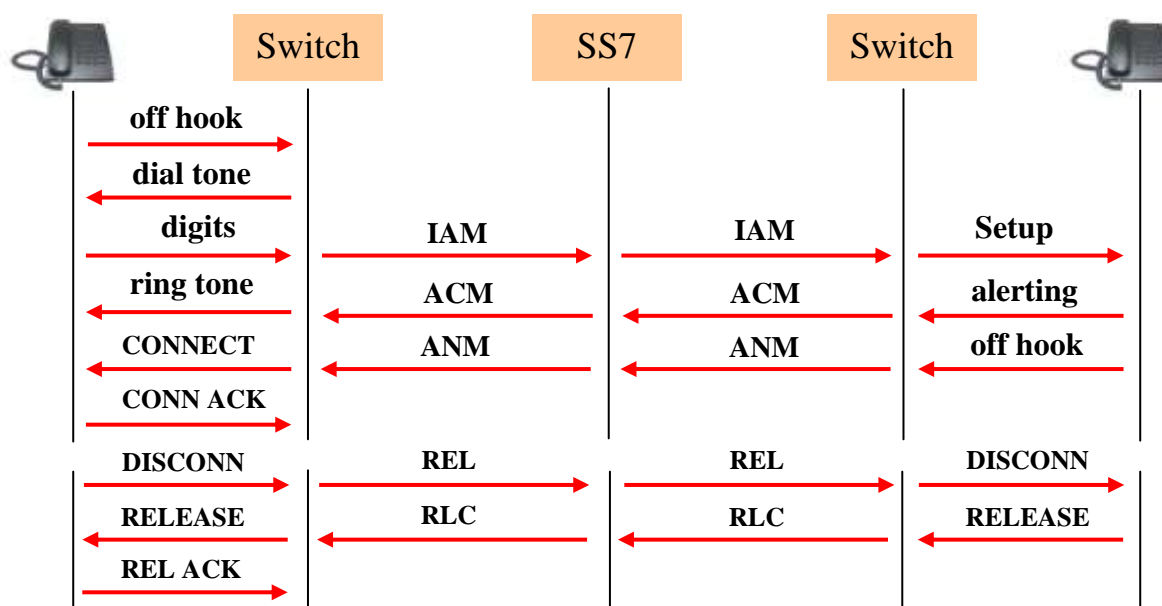 Switch SS7 Switch
off hook
dial tone
digits IAM IAM Setup
ring tone ACM ACM alerting
CONNECT ANM ANM off hook
CONN ACK
DISCONN REL REL DISCONN
RELEASE RLC RLC RELEASE
REL ACK